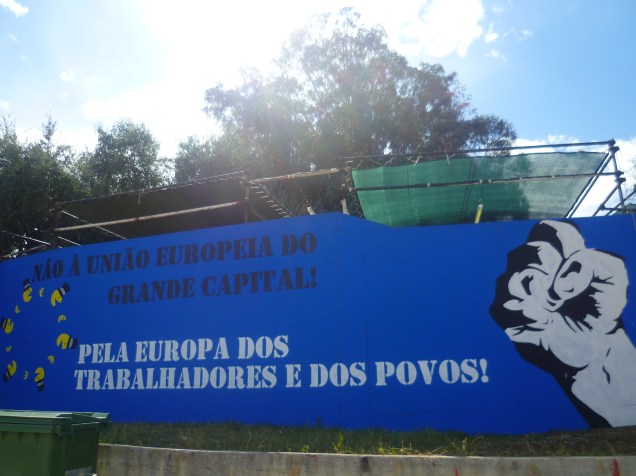 NÃO À UNIÃO EUROPEIA DO
GRANDE CAPITAL!
PELA EUROPA DOS
TRABALHADORES E DOS POVOS!